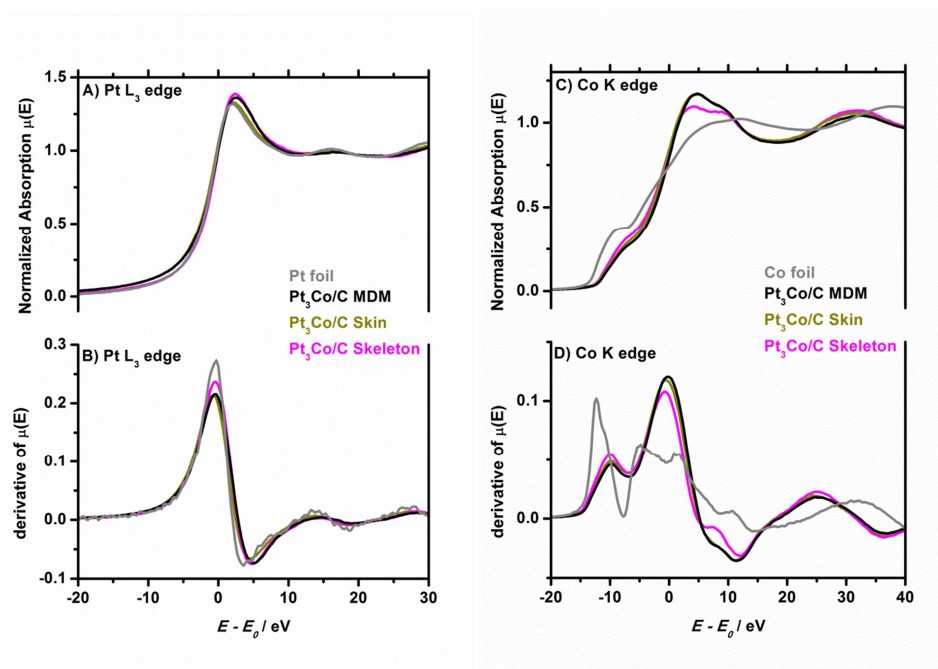 A) Pt L3 edge
Normalized Absorption μ(E)
1.5
1.0
0.5
0.0
Pt foil
Pt3Co/C MDM
Pt3Co/C Skin
Pt3Co/C Skeleton
B) Pt L3 edge
derivative of μ(E)
0.3
0.2
0.1
0.0
-0.1
-20 -10 0 10 20 30
E - E0 / eV
C) Co K edge
Normalized Absorption μ(E)
1.0
0.5
0.0
Co foil
Pt3Co/C MDM
Pt3Co/C Skin
Pt3Co/C Skeleton
D) Co K edge
derivative of μ(E)
0.1
0.0
-20 -10 0 10 20 30 40
E - E0 / eV